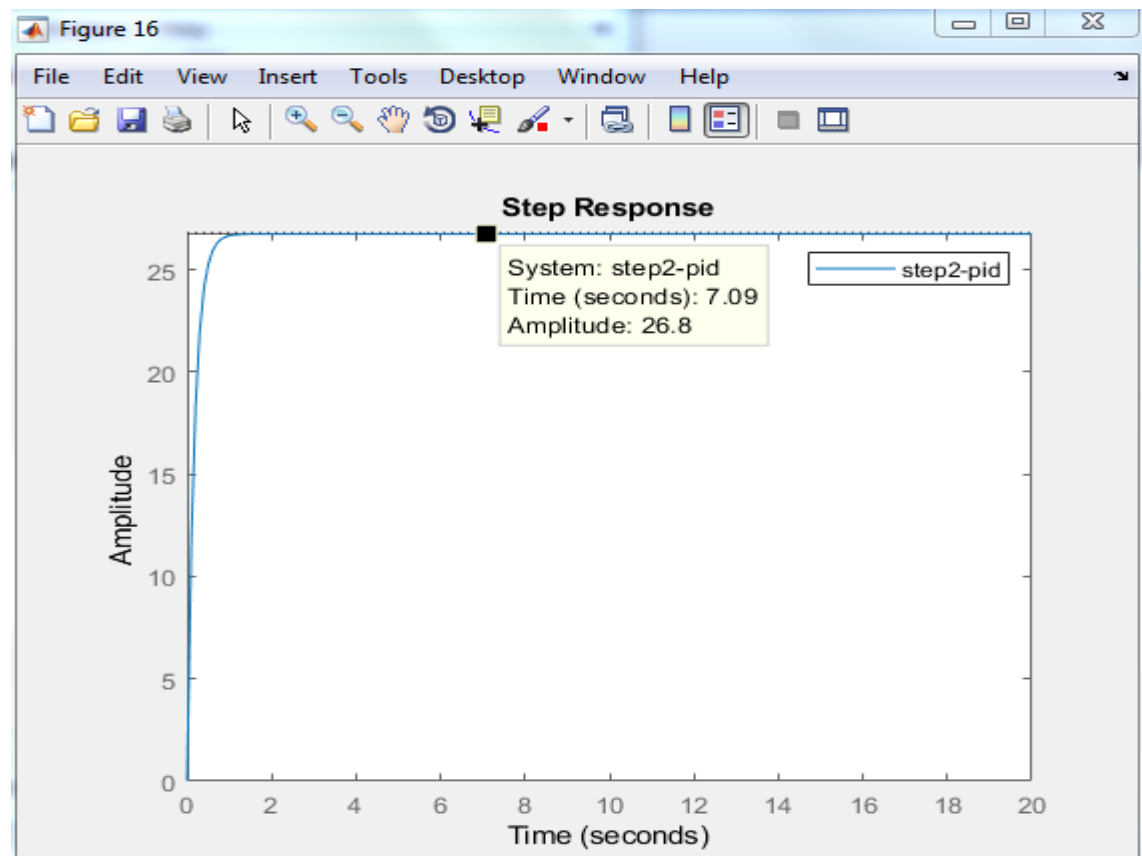 Figure 16
File Edit View Insert Tools Desktop Window Help
Step Response
System: step2-pid
Time (seconds): 7.09
Amplitude: 26.8
step2-pid
Amplitude
25
20
15
10
5
0
0 2 4 6 8 10 12 14 16 18 20
Time (seconds)